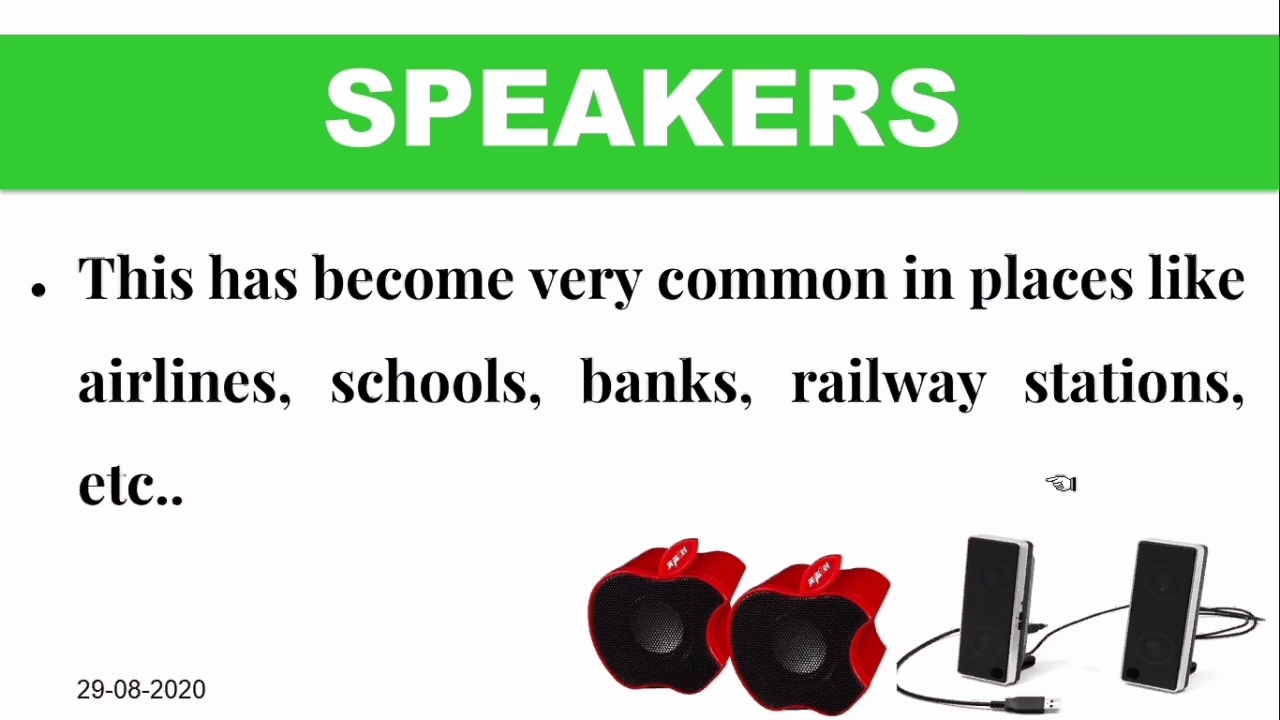 SPEAKERS
• This has become very common in places like
airlines, schools, banks, railway stations,
etc..
29-08-2020